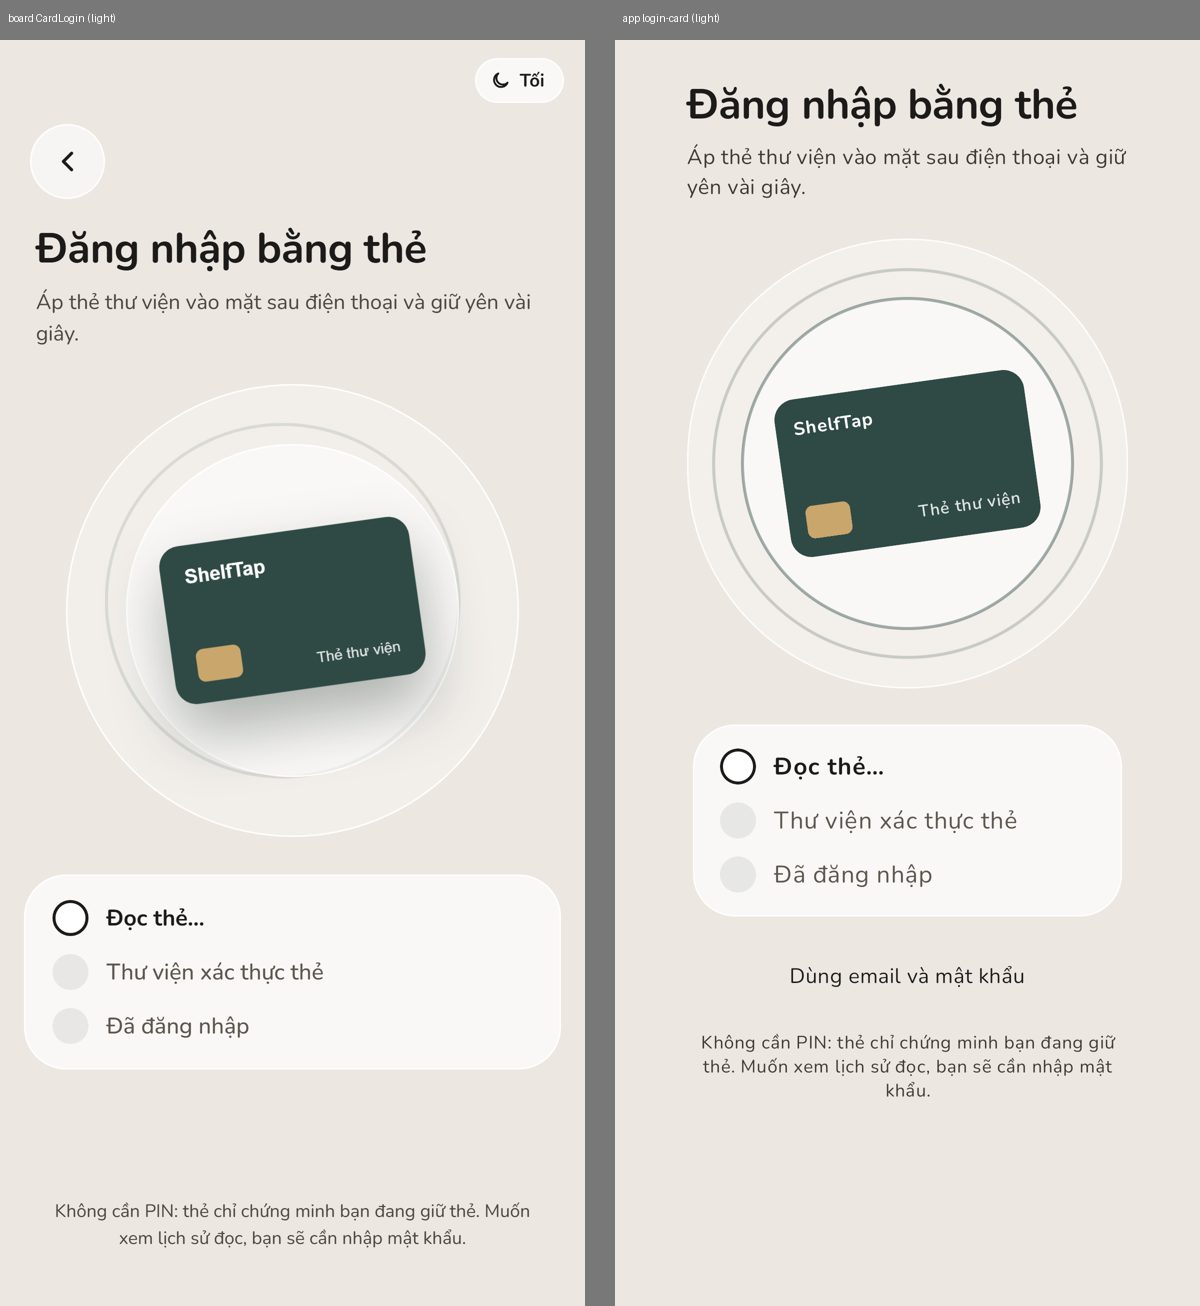 board CardLogin (light)
Tối
Đăng nhập bằng thẻ
Áp thẻ thư viện vào mặt sau điện thoại và giữ yên vài
giây.
ShelfTap
Thẻ thư viện
Đọc thẻ...
Thư viện xác thực thẻ
Đã đăng nhập
Không cần PIN: thẻ chỉ chứng minh bạn đang giữ thẻ. Muốn
xem lịch sử đọc, bạn sẽ cần nhập mật khẩu.
app login-card (light)
Đăng nhập bằng thẻ
Áp thẻ thư viện vào mặt sau điện thoại và giữ
yên vài giây.
ShelfTap
Thẻ thư viện
Đọc thẻ...
Thư viện xác thực thẻ
Đã đăng nhập
Dùng email và mật khẩu
Không cần PIN: thẻ chỉ chứng minh bạn đang giữ
thẻ. Muốn xem lịch sử đọc, bạn sẽ cần nhập mật
khẩu.